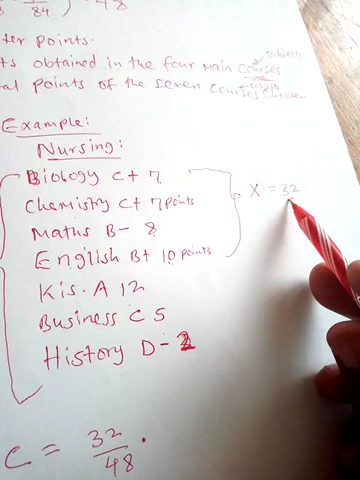 84) 48
ter points.
subjects
ts obtained in the four main courses
al points of the seven courses chosen
Example:
Nursing:
Biology C+ 7
Chemistry C+ 7 points
Maths B- 8
English B+ 10 points
X = 32
Kis. A 12
Business C 5
History D- 2
C = 32
48